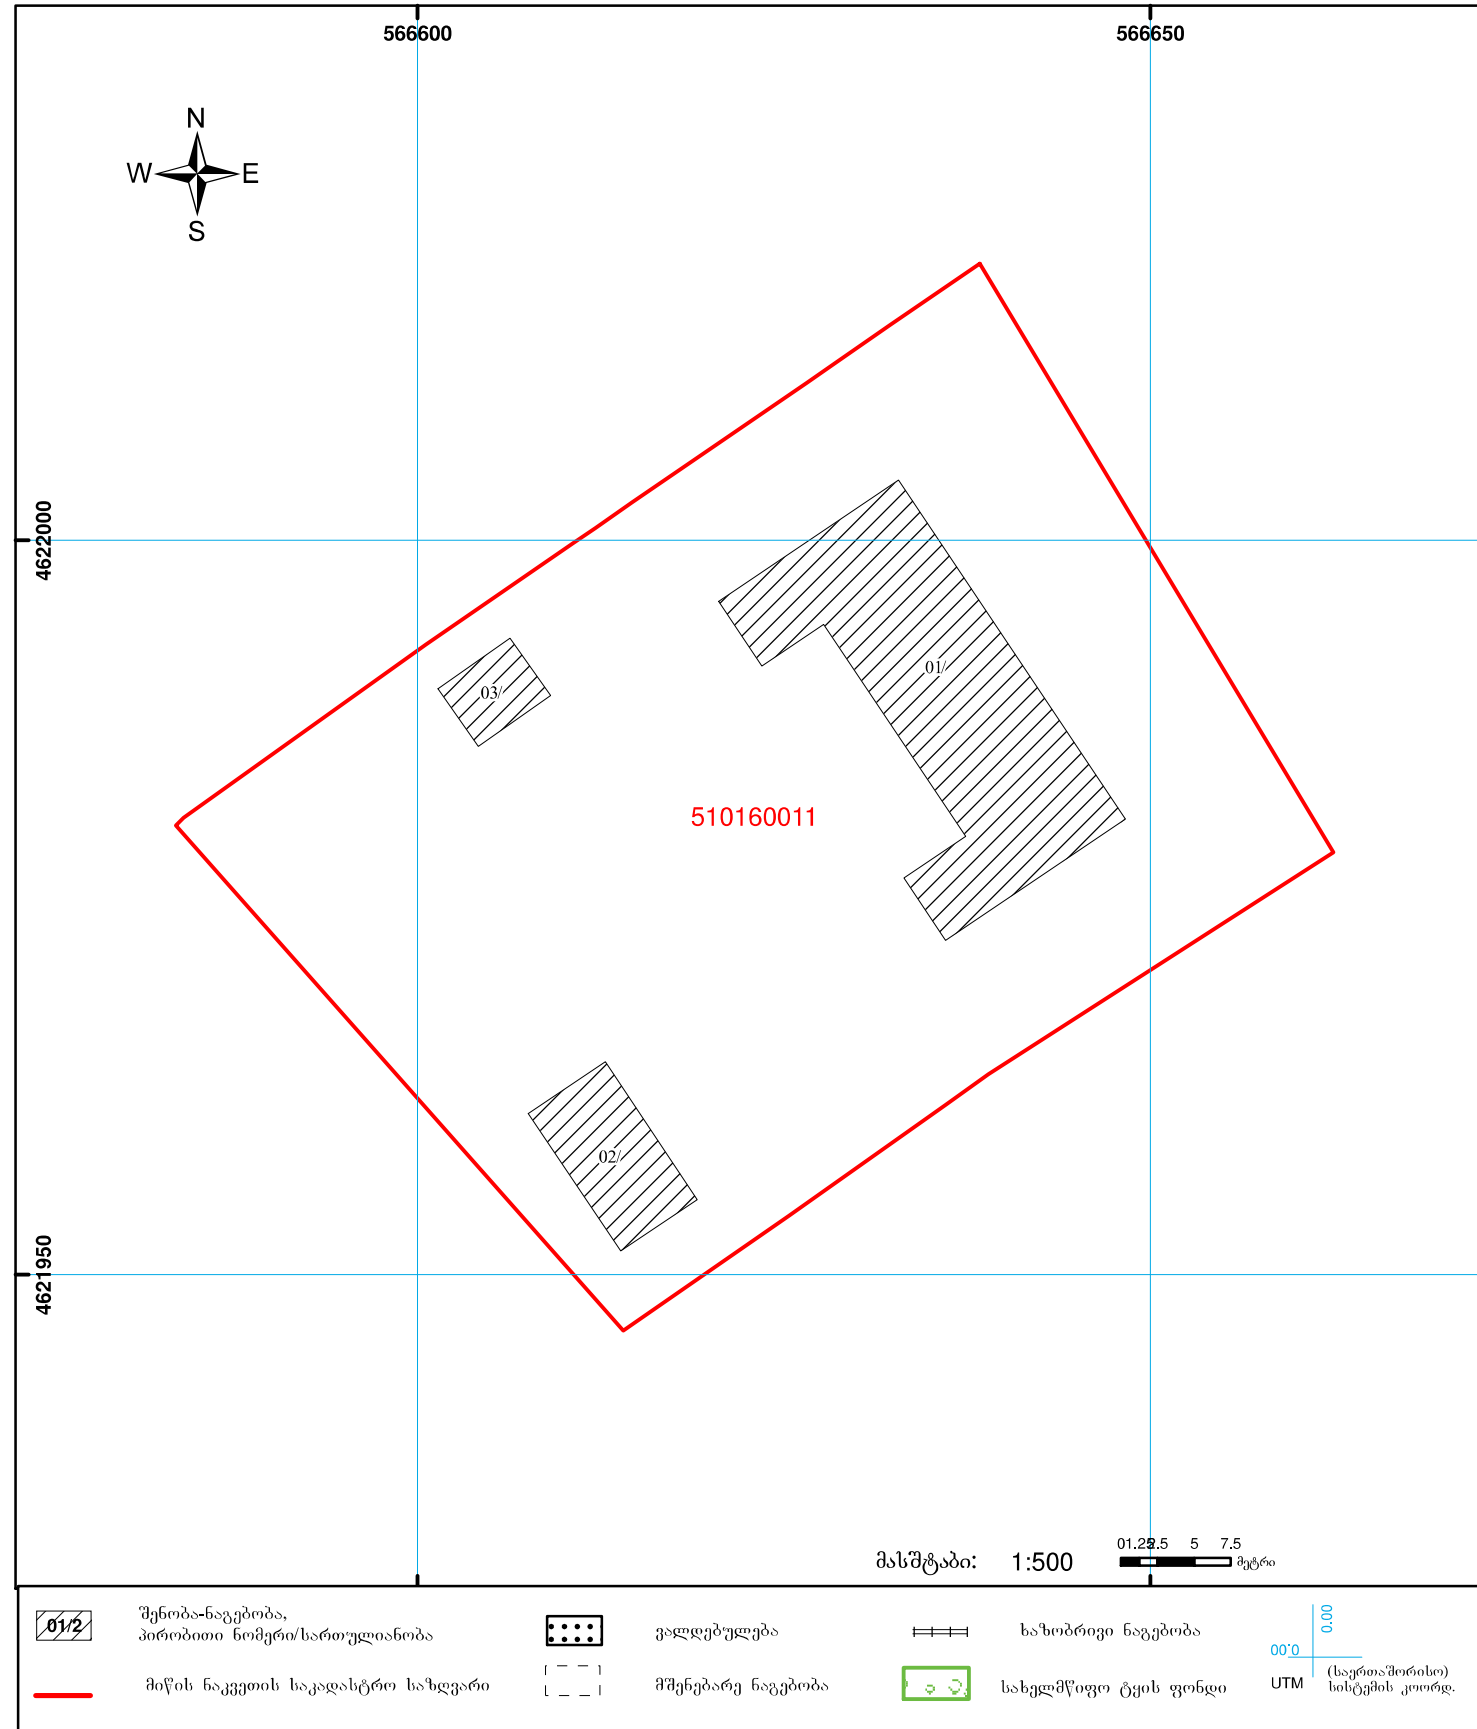 566600
566650
N
W
E
S
4622000
01/
03/
510160011
02/
4621950
მასშტაბი: 1:500
01.25 2.5 5 7.5
მეტრი
01/2
შენობა-ნაგებობა,
პირობითი ნომერი/სართულიანობა
ვალდებულება
ხაზობრივი ნაგებობა
00.0
0.00
მიწის ნაკვეთის საკადასტრო საზღვარი
მშენებარე ნაგებობა
სახელმწიფო ტყის ფონდი
UTM
(საერთაშორისო)
სისტემის კოორდ.